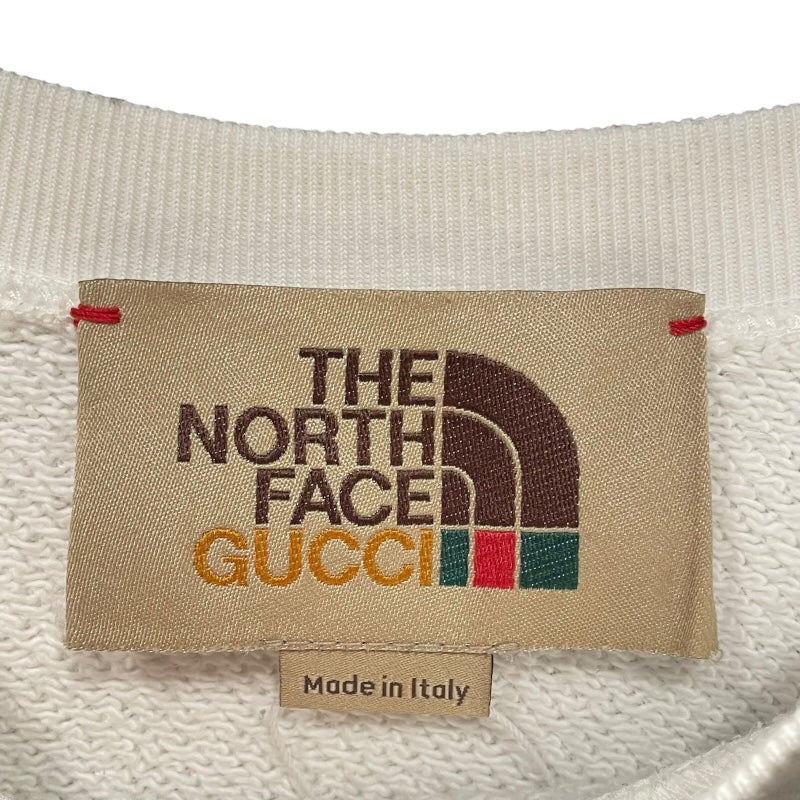 THE
NORTH
FACE
GUCCI
Made in Italy